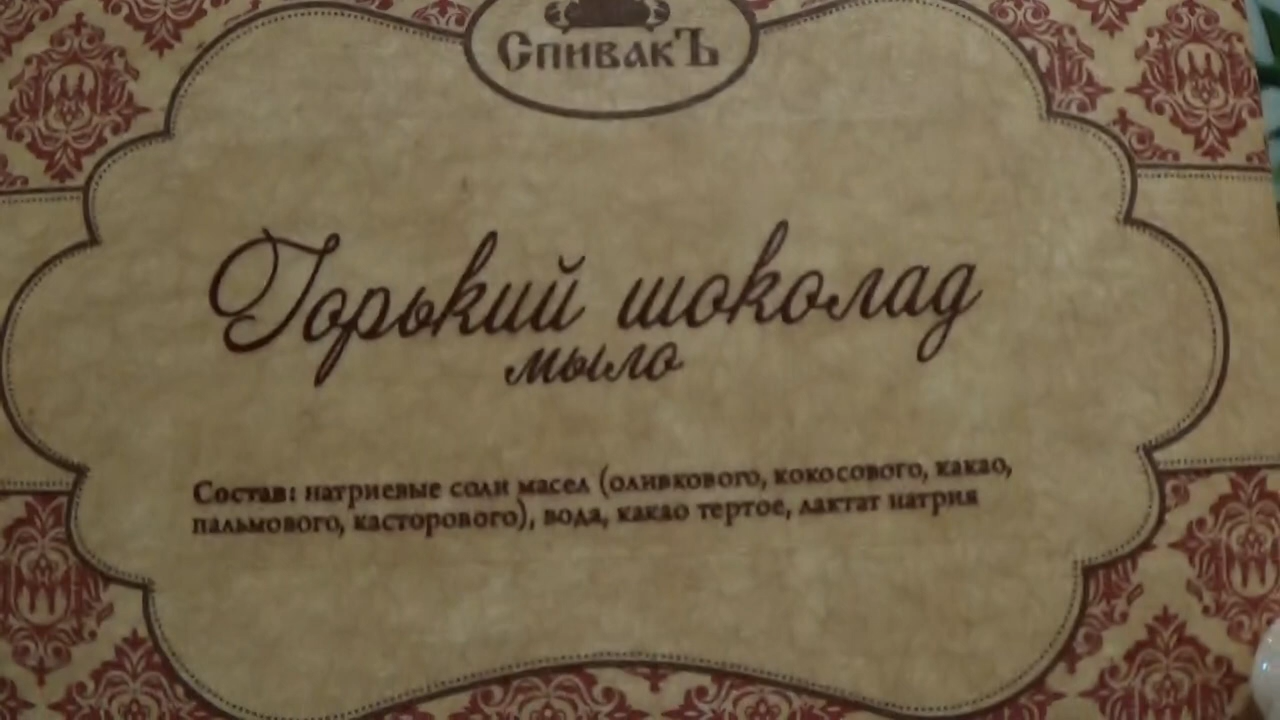 СпивакЪ
Горький шоколад
мыло
Состав: натриевые соли масел (оливкового, кокосового, какао,
пальмового, касторового), вода, какао тертое, лактат натрия